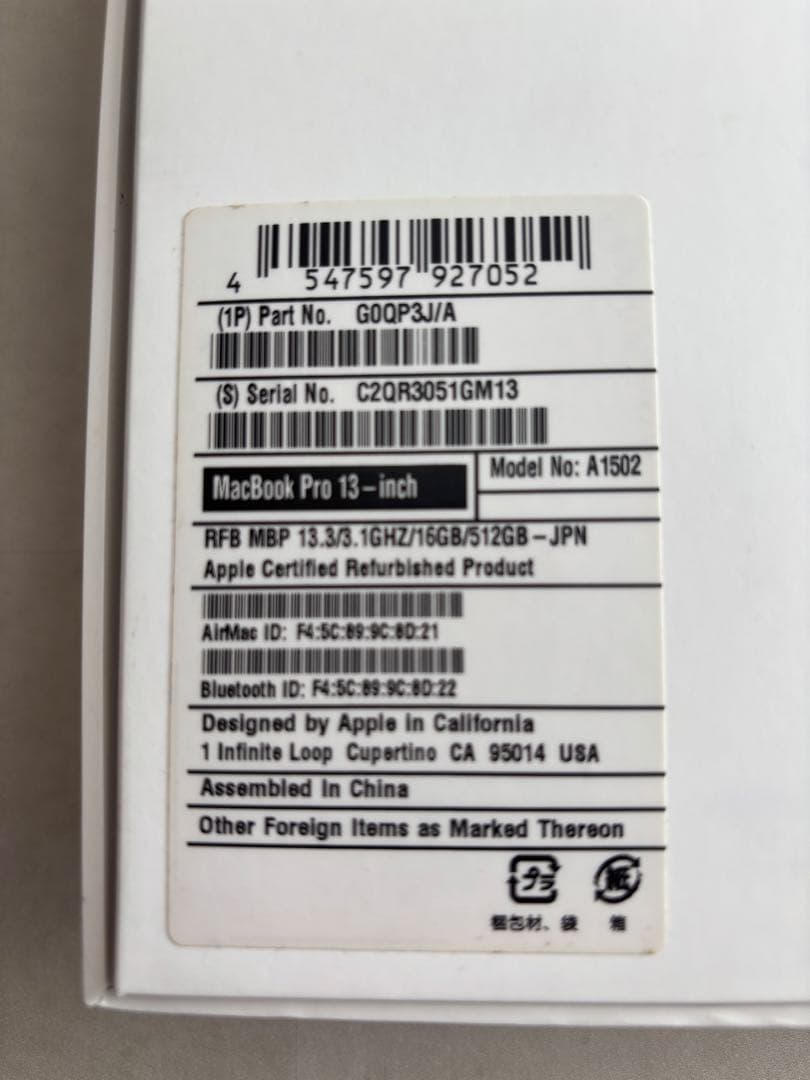 4 547597 927052
(1P) Part No. G0QP3J/A
(S) Serial No. C2QR3051GM13
MacBook Pro 13-inch
Model No: A1502
RFB MBP 13.3/3.1GHZ/16GB/512GB-JPN
Apple Certified Refurbished Product
AirMac ID: F4:5C:89:9C:8D:21
Bluetooth ID: F4:5C:89:9C:8D:22
Designed by Apple in California
1 Infinite Loop Cupertino CA 95014 USA
Assembled In China
Other Foreign Items as Marked Thereon
プラ 紙
梱包材、袋 箱